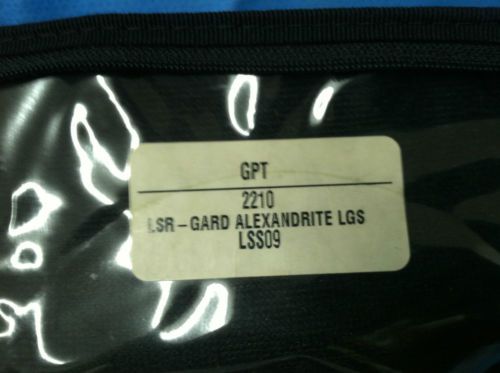 GPT
2210
LSR-GARD ALEXANDRITE LGS
LSS09